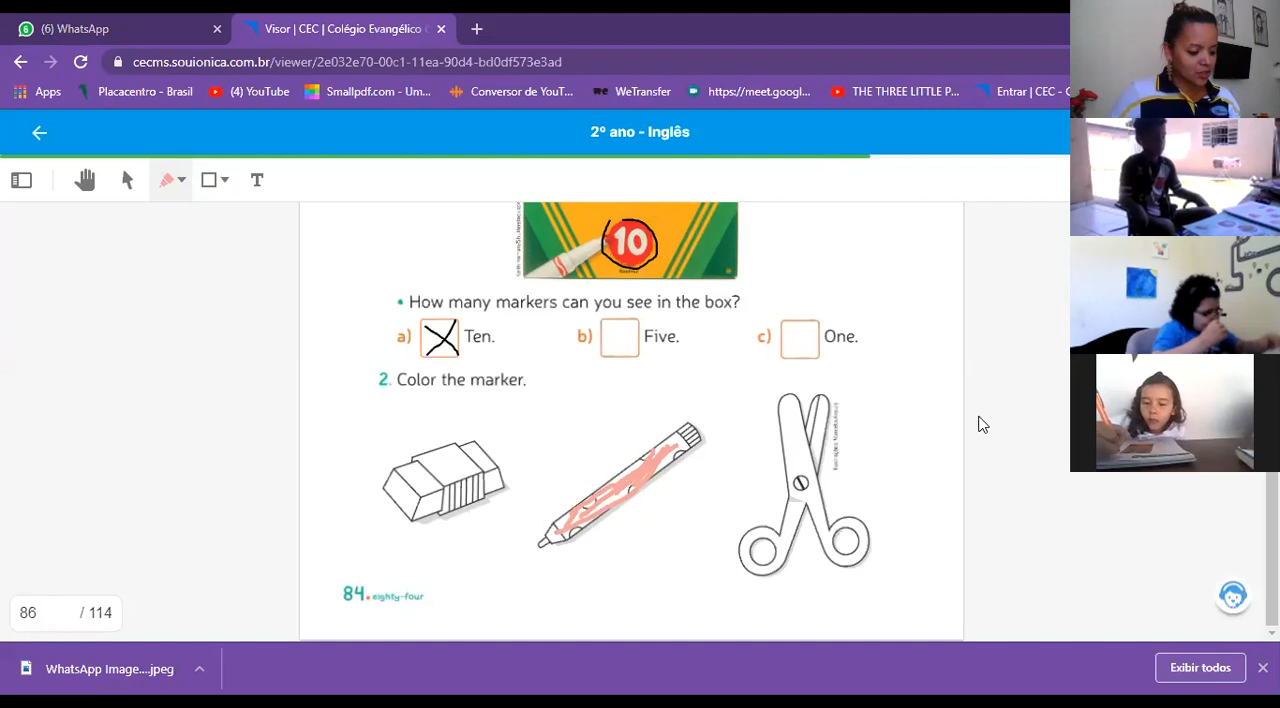 (6) WhatsApp
Visor | CEC | Colégio Evangélico
cecms.souionica.com.br/viewer/2e032e70-00c1-11ea-90d4-bd0df573e3ad
Apps Placacentro - Brasil (4) YouTube Smallpdf.com - Um... Conversor de YouT... WeTransfer https://meet.googl... THE THREE LITTLE P... Entrar | CEC - C
2º ano - Inglês
T
10
• How many markers can you see in the box?
a) Ten. b) Five. c) One.
2. Color the marker.
84. eighty-four
86 / 114
WhatsApp Image....jpeg
Exibir todos